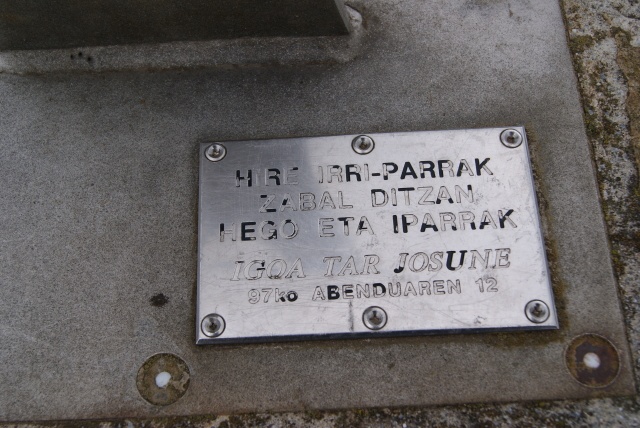 HIRE IRRI-PARRAK
ZABAL DITZAN
HEGO ETA IPARRAK
IGOA TAR JOSUNE
97ko ABENDUAREN 12